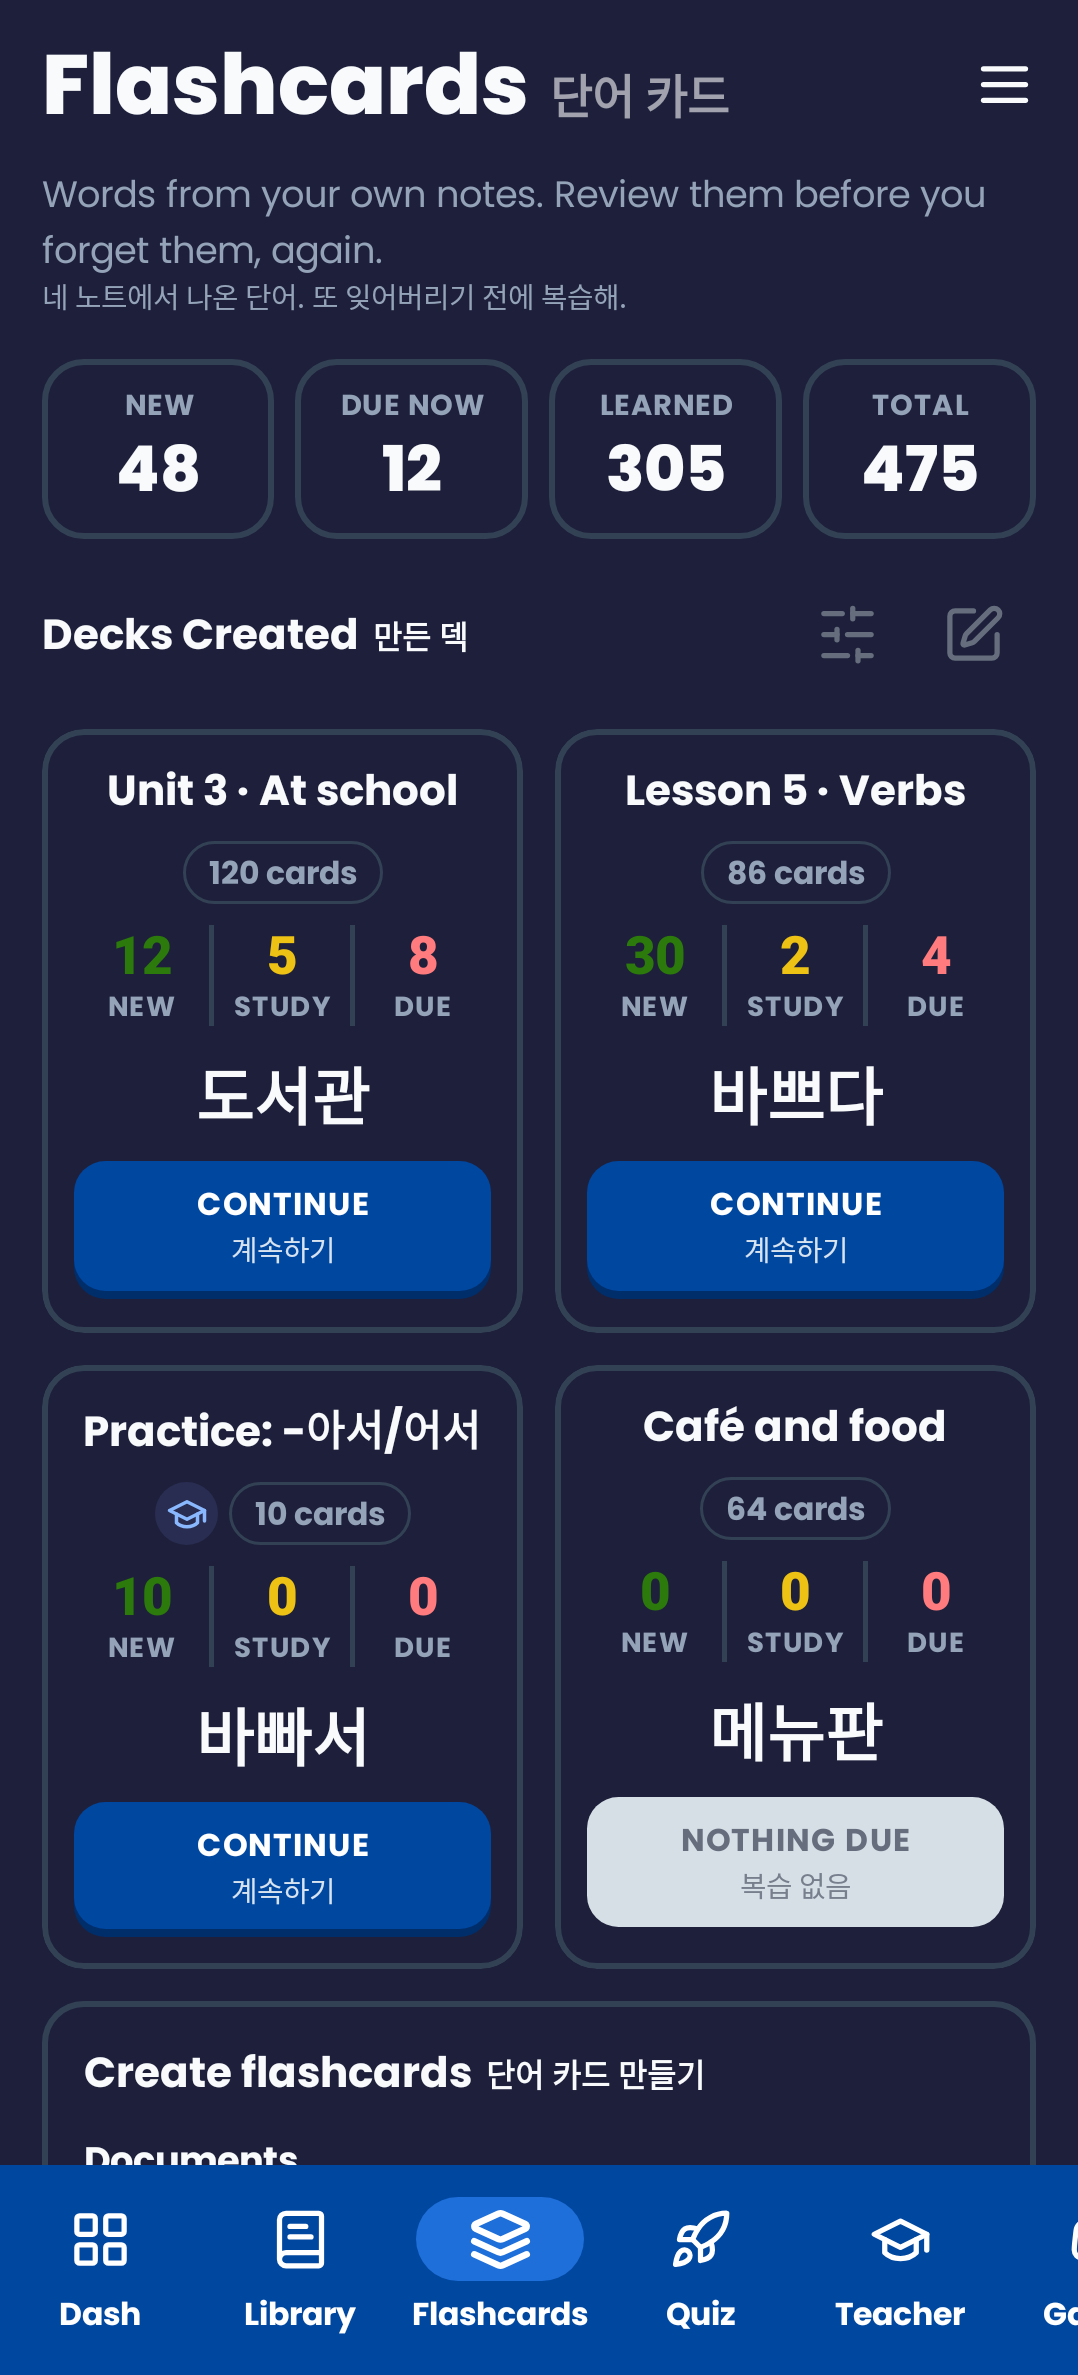 Flashcards 단어 카드
Words from your own notes. Review them before you
forget them, again.
네 노트에서 나온 단어. 또 잊어버리기 전에 복습해.
NEW
48
DUE NOW
12
LEARNED
305
TOTAL
475
Decks Created 만든 덱
Unit 3 · At school
120 cards
12 5 8
NEW STUDY DUE
도서관
CONTINUE
계속하기
Lesson 5 · Verbs
86 cards
30 2 4
NEW STUDY DUE
바쁘다
CONTINUE
계속하기
Practice: -아서/어서
10 cards
10 0 0
NEW STUDY DUE
바빠서
CONTINUE
계속하기
Café and food
64 cards
0 0 0
NEW STUDY DUE
메뉴판
NOTHING DUE
복습 없음
Create flashcards 단어 카드 만들기
Documents
Dash Library Flashcards Quiz Teacher